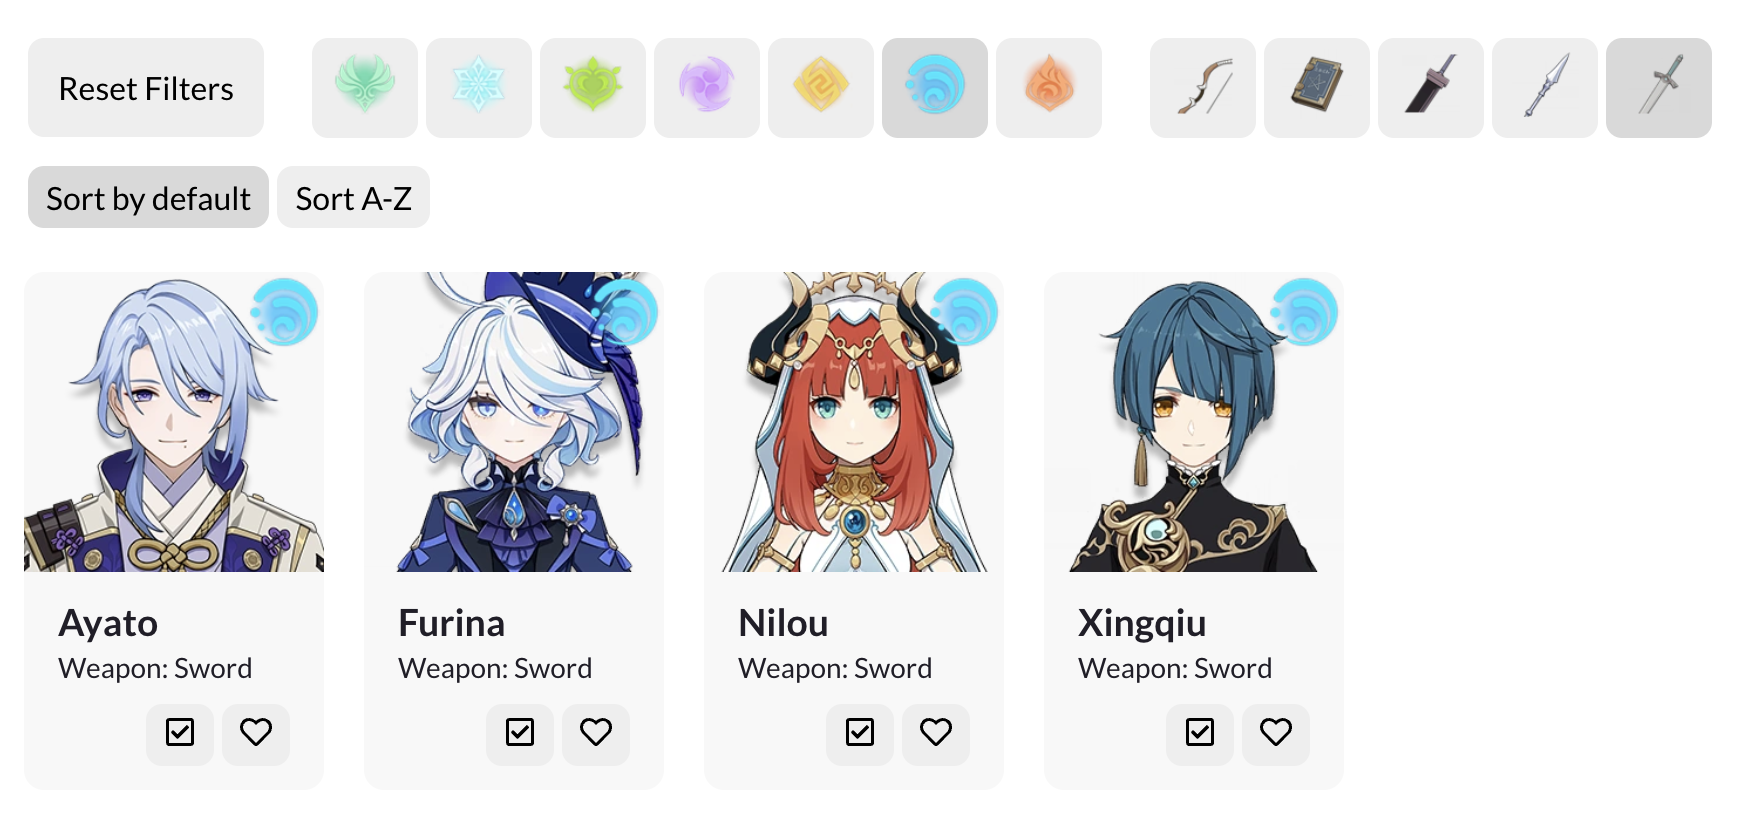 Reset Filters
Sort by default
Sort A-Z
Ayato
Weapon: Sword
Furina
Weapon: Sword
Nilou
Weapon: Sword
Xingqiu
Weapon: Sword